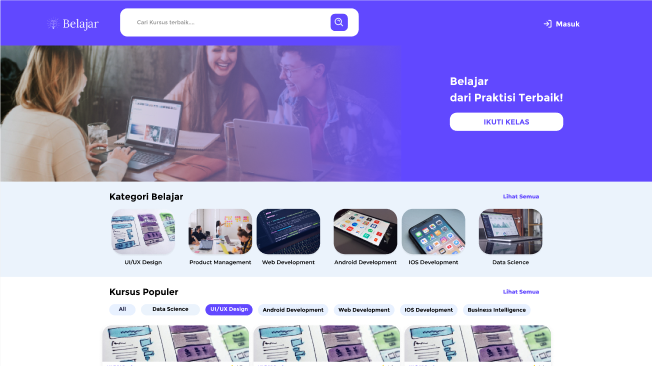 Belajar
Cari Kursus terbaik....
Masuk
Belajar
dari Praktisi Terbaik!
IKUTI KELAS
Kategori Belajar
Lihat Semua
UI/UX Design
Product Management
Web Development
Android Development
IOS Development
Data Science
Kursus Populer
Lihat Semua
All
Data Science
UI/UX Design
Android Development
Web Development
IOS Development
Business Intelligence